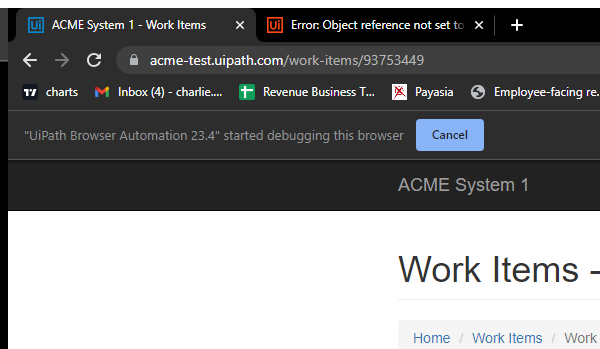 Ui ACME System 1 - Work Items
Ui Error: Object reference not set to
acme-test.uipath.com/work-items/93753449
charts
Inbox (4) - charlie....
Revenue Business T...
Payasia
Employee-facing re.
"UiPath Browser Automation 23.4" started debugging this browser
Cancel
ACME System 1
Work Items -
Home / Work Items / Work